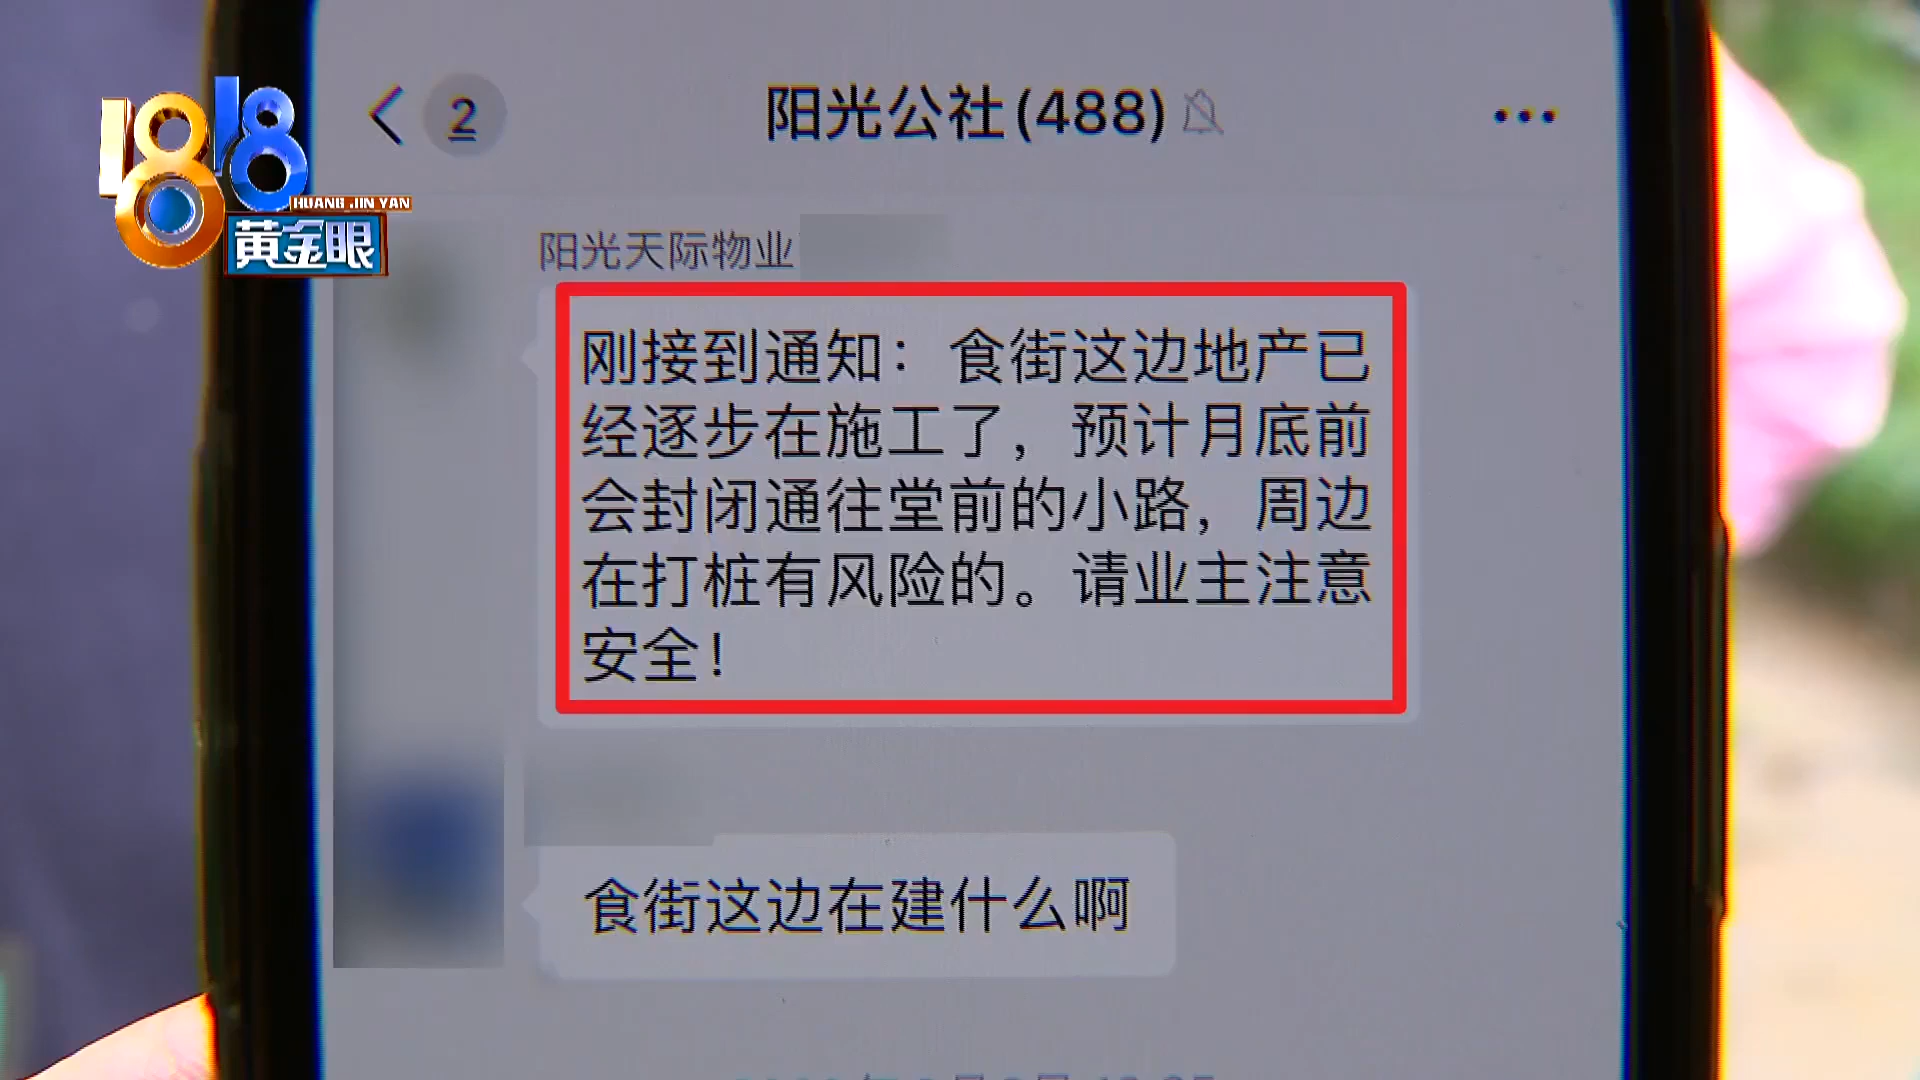 1818
HUANG JIN YAN
黄金眼
2
阳光公社(488)
阳光天际物业
刚接到通知：食街这边地产已
经逐步在施工了，预计月底前
会封闭通往堂前的小路，周边
在打桩有风险的。请业主注意
安全！
食街这边在建什么啊